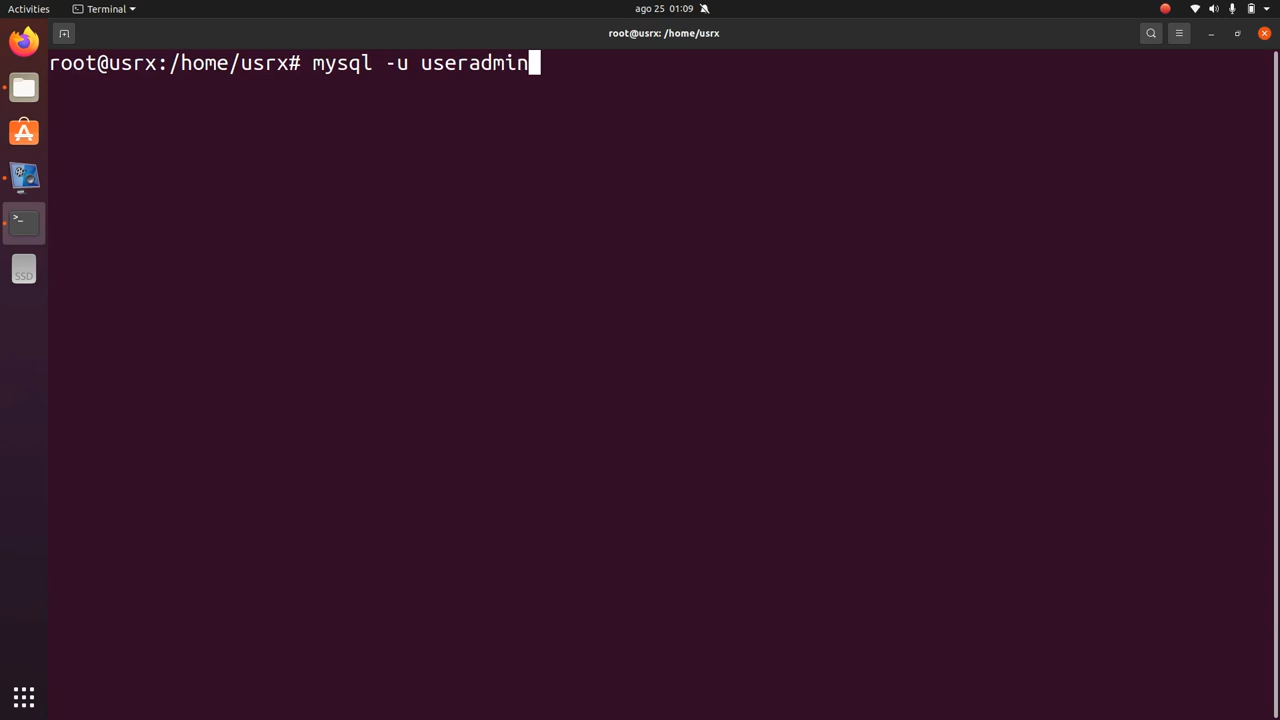 Activities
Terminal
ago 25 01:09
root@usrx: /home/usrx
root@usrx:/home/usrx# mysql -u useradmin
>_
SSD